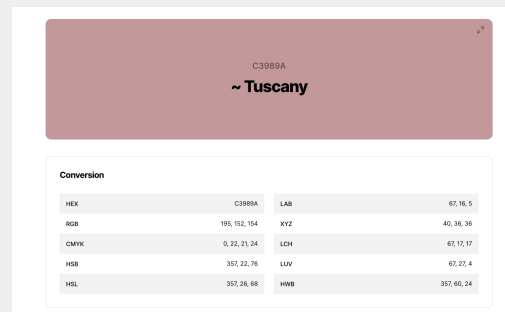 C3989A
~ Tuscany
Conversion
HEX C3989A
RGB 195, 152, 154
CMYK 0, 22, 21, 24
HSB 357, 22, 76
HSL 357, 26, 68
LAB 67, 16, 5
XYZ 40, 36, 36
LCH 67, 17, 17
LUV 67, 27, 4
HWB 357, 60, 24